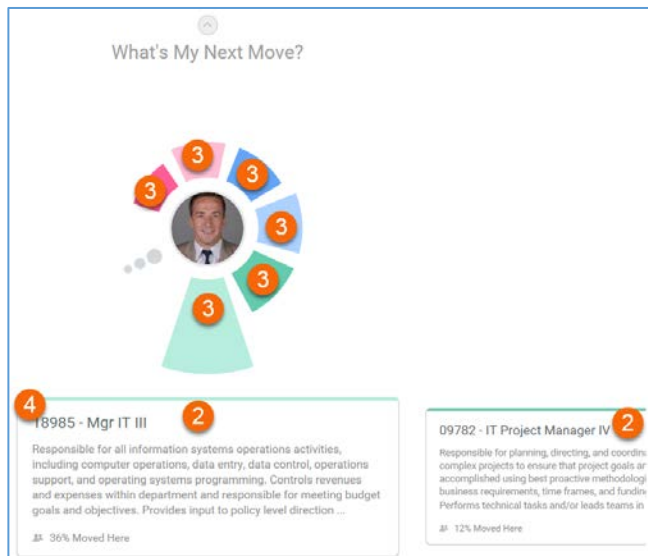 What's My Next Move?
3
3
3
3
3
3
4
18985 - Mgr IT III
2
Responsible for all information systems operations activities,
including computer operations, data entry, data control, operations
support, and operating systems programming. Controls revenues
and expenses within department and responsible for meeting budget
goals and objectives. Provides input to policy level direction ...
36% Moved Here
09782 - IT Project Manager IV
2
Responsible for planning, directing, and
complex projects to ensure that project goals
accomplished using best proactive
business requirements, time frames, and
Performs technical tasks and/or leads teams in
12% Moved Here